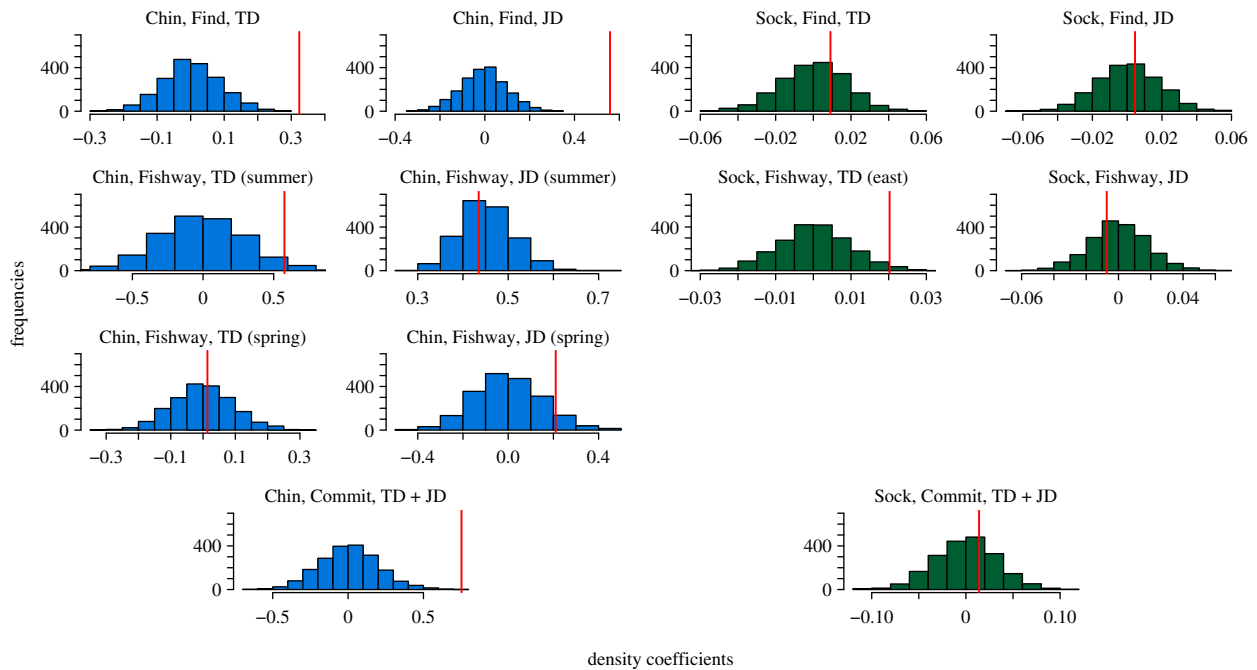 Chin, Find, TD
Chin, Find, JD
Sock, Find, TD
Sock, Find, JD
400
0
−0.3 −0.1 0.1 0.3
400
0
−0.4 0 0.4
400
0
−0.06 −0.02 0.02 0.06
400
0
−0.06 −0.02 0.02 0.06
Chin, Fishway, TD (summer)
Chin, Fishway, JD (summer)
Sock, Fishway, TD (east)
Sock, Fishway, JD
400
0
−0.5 0 0.5
400
0
0.3 0.5 0.7
400
0
−0.03 −0.01 0.01 0.03
400
0
−0.06 0 0.04
frequencies
Chin, Fishway, TD (spring)
Chin, Fishway, JD (spring)
400
0
−0.3 −0.1 0.1 0.3
400
0
−0.4 0.0 0.4
Chin, Commit, TD + JD
Sock, Commit, TD + JD
400
0
−0.5 0 0.5
400
0
−0.10 0 0.10
density coefficients